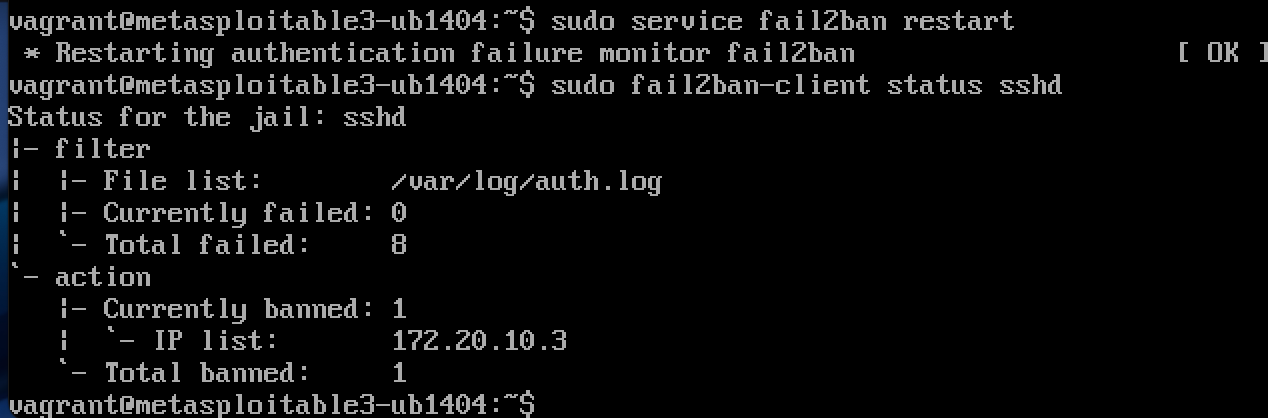 vagrant@metasploitable3-ub1404:~$ sudo service fail2ban restart
 * Restarting authentication failure monitor fail2ban                    [ OK ]
vagrant@metasploitable3-ub1404:~$ sudo fail2ban-client status sshd
Status for the jail: sshd
|- filter
|  |- File list:        /var/log/auth.log
|  |- Currently failed: 0
|  `- Total failed:     8
`- action
   |- Currently banned: 1
   |  `- IP list:       172.20.10.3
   `- Total banned:     1
vagrant@metasploitable3-ub1404:~$